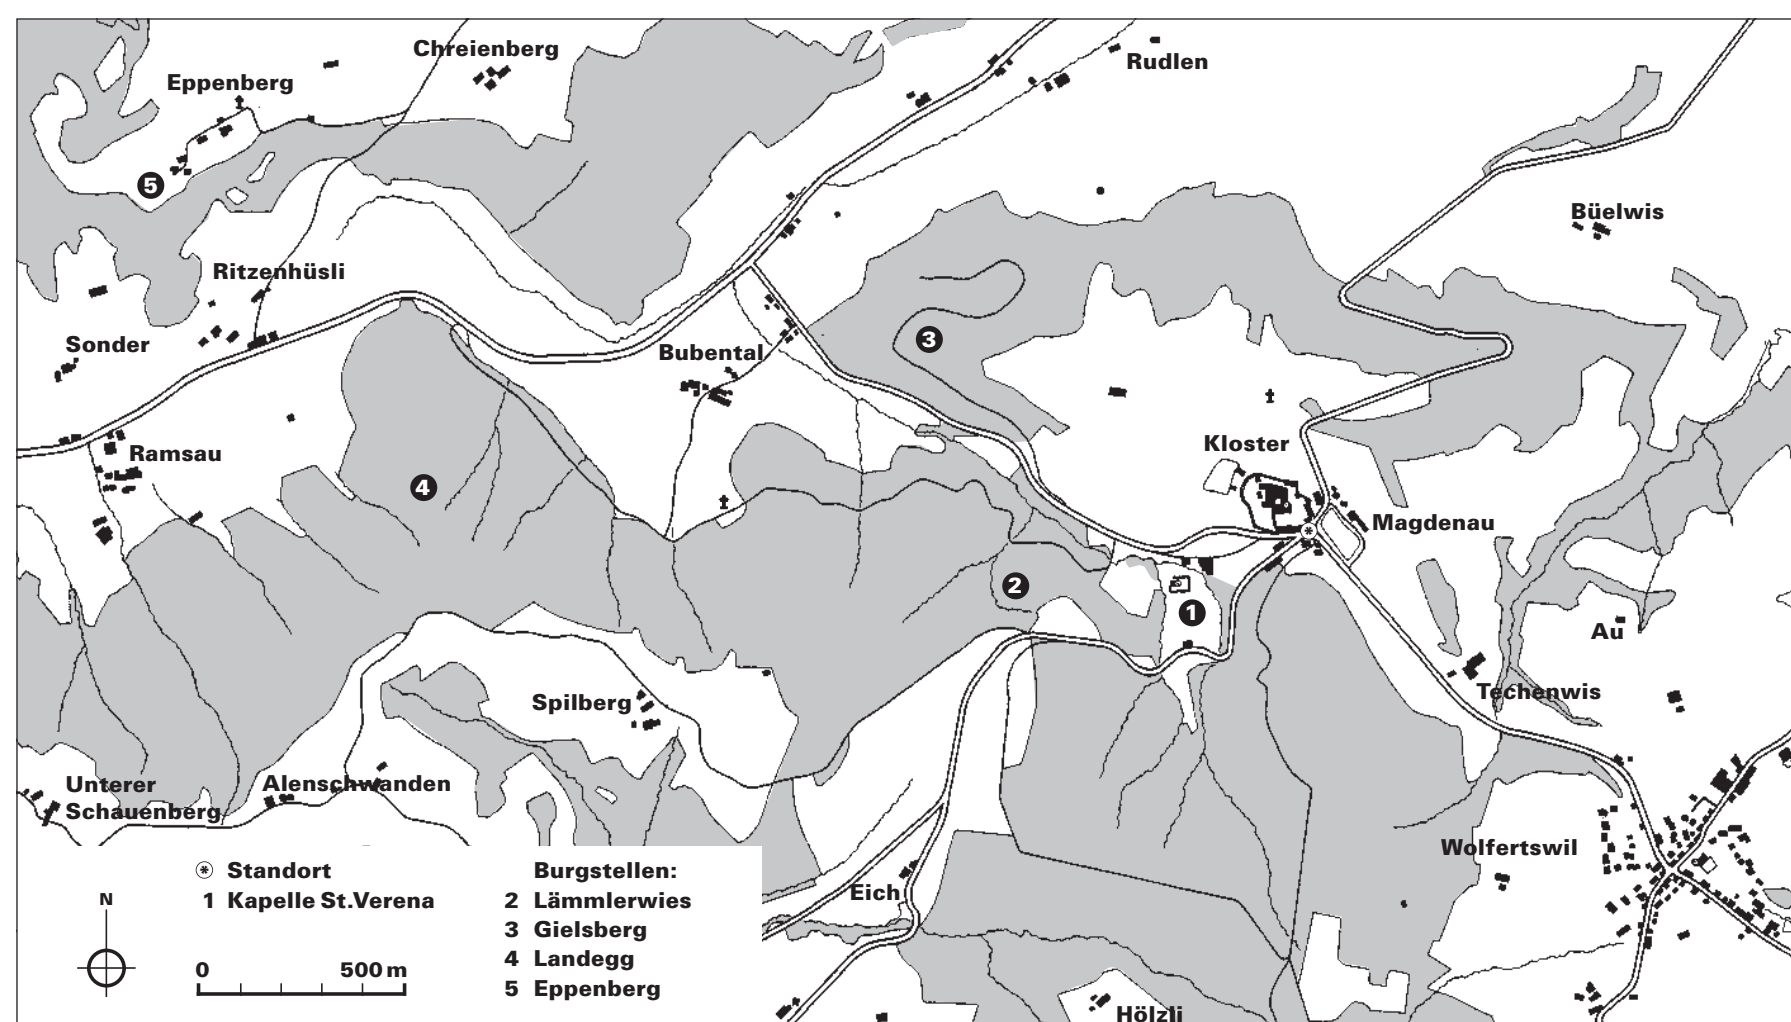 Chreienberg
Rudlen
Eppenberg
5
Büelwis
Ritzenhüsli
Sonder
3
Bubental
Kloster
Ramsau
4
Magdenau
2
1
Au
Techenwis
Spilberg
Unterer
Schauenberg
Alenschwanden
Wolfertswil
Eich
Hölzli
Standort
1 Kapelle St.Verena
N
0 500 m
Burgstellen:
2 Lämmlerwies
3 Gielsberg
4 Landegg
5 Eppenberg